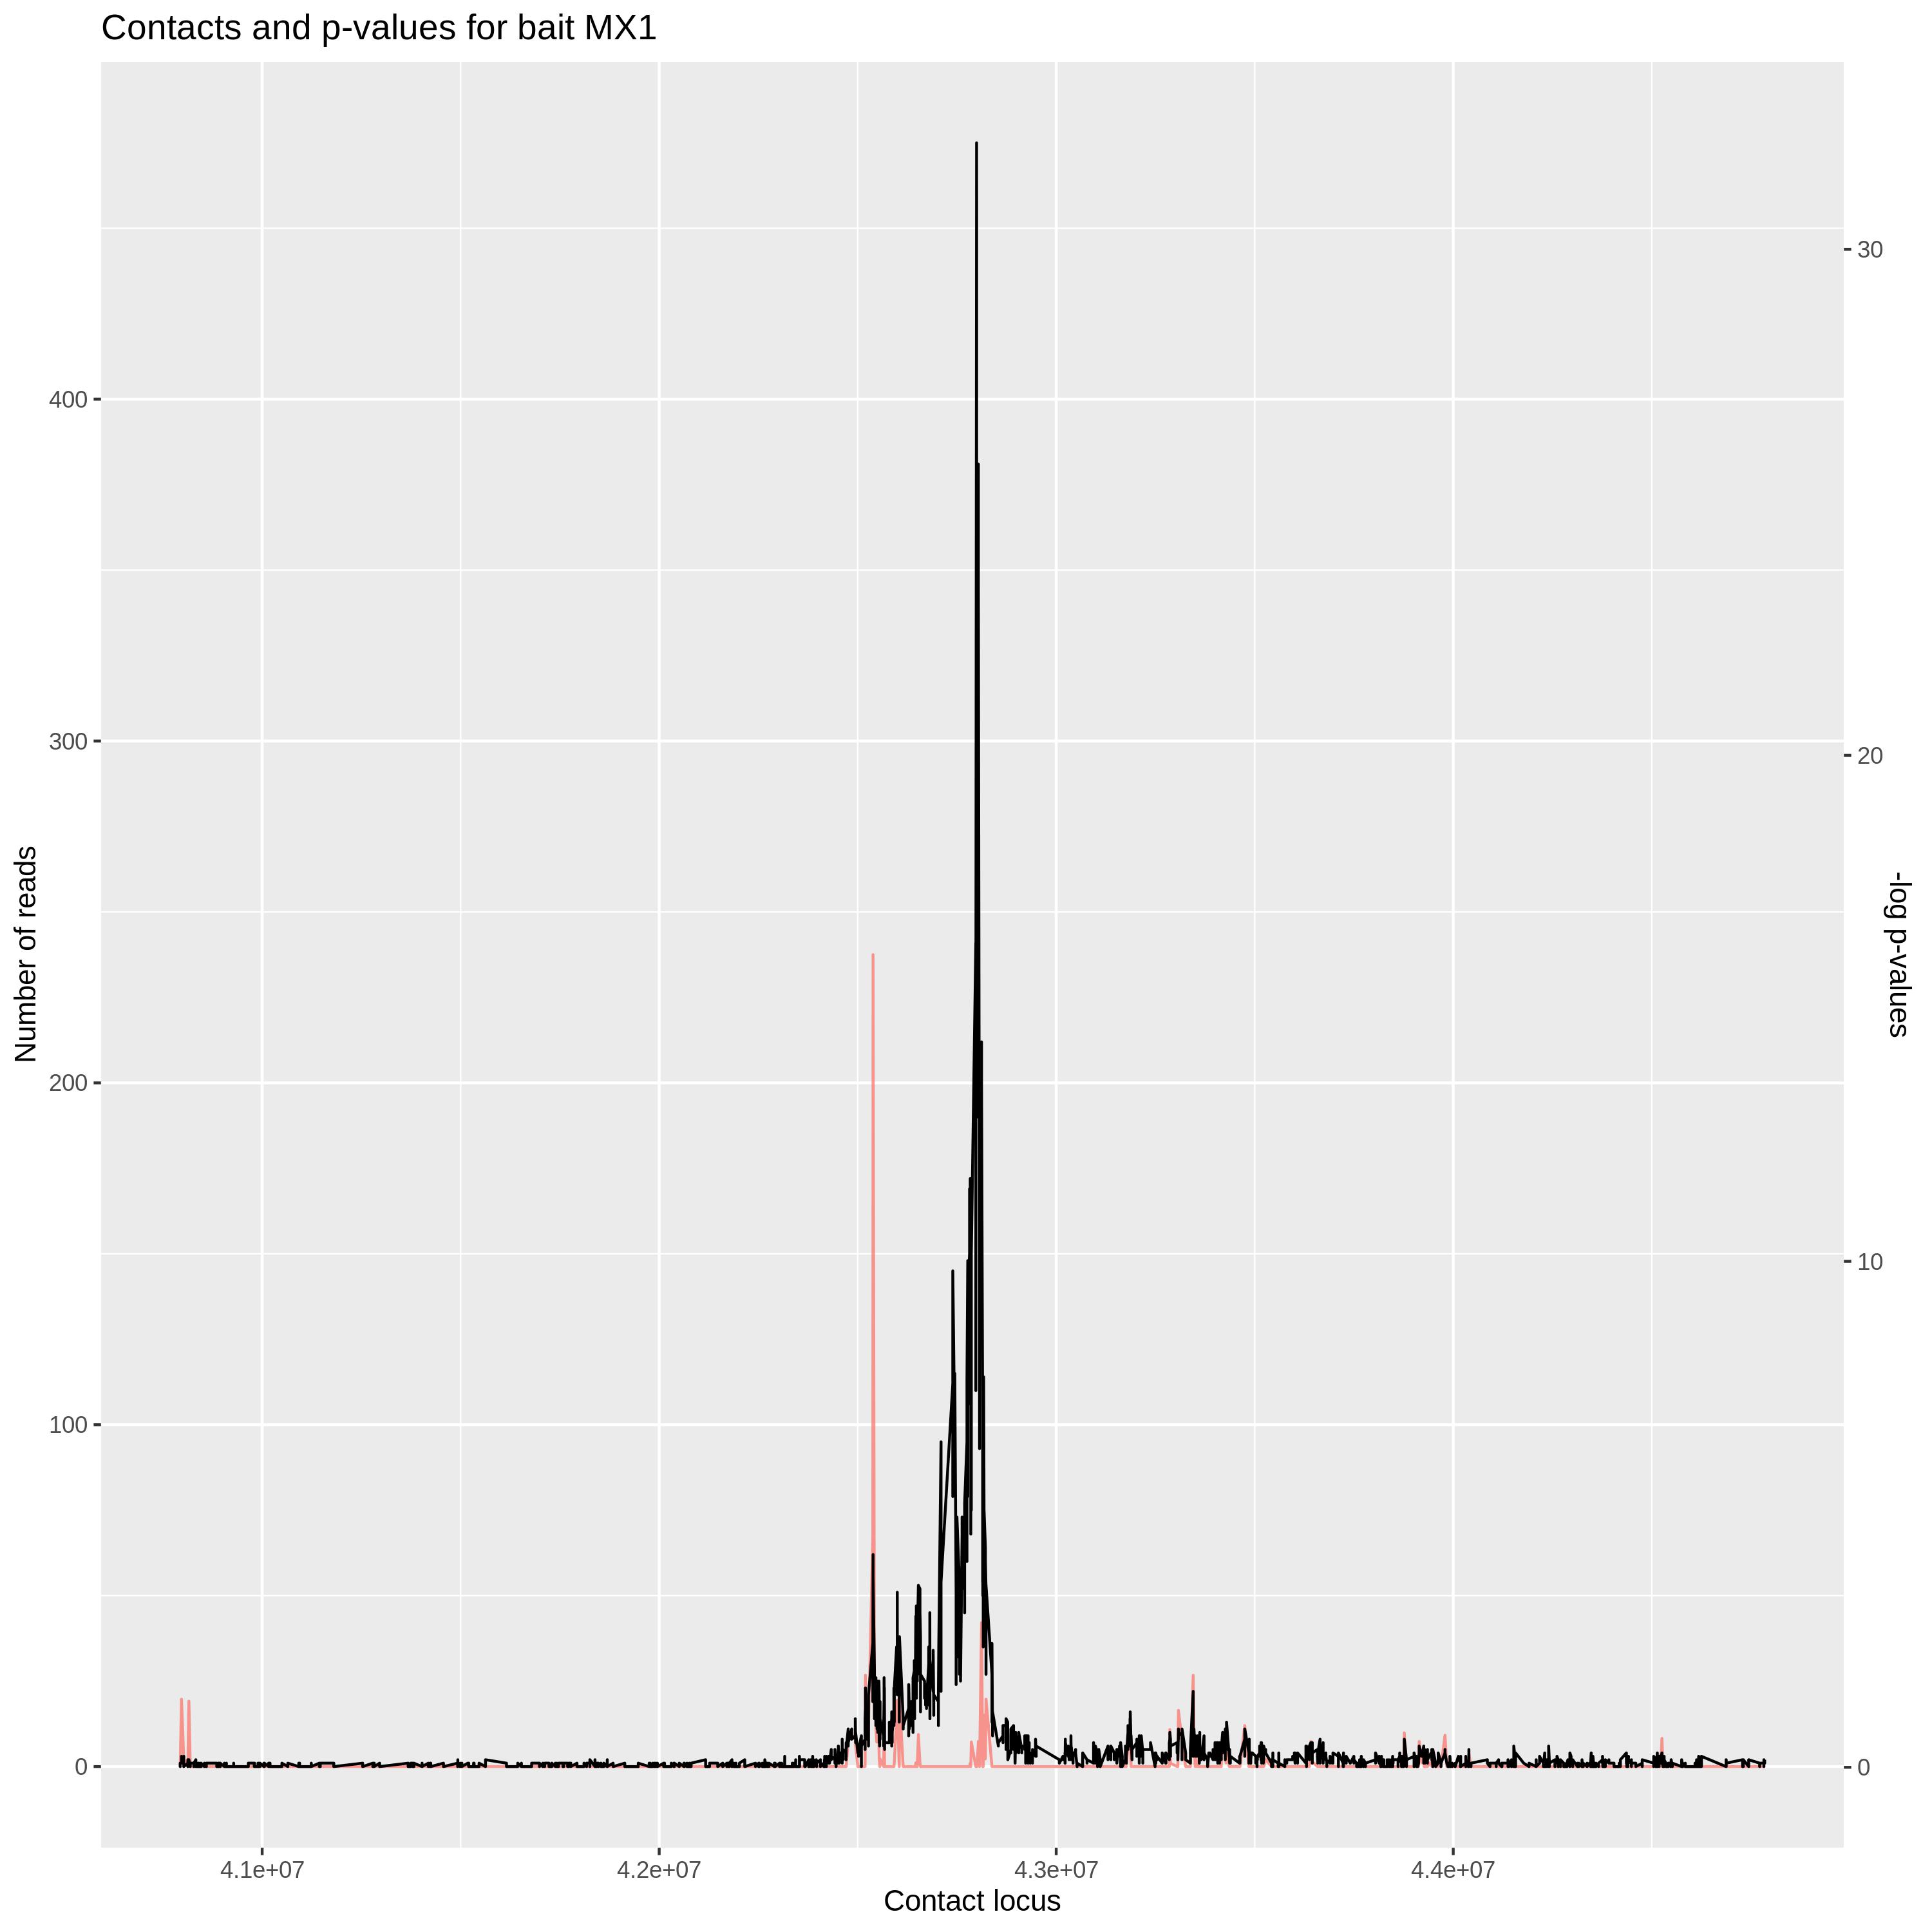 Contacts and p-values for bait MX1
400
300
200
100
0
Number of reads
30
20
10
0
-log p-values
4.1e+07
4.2e+07
4.3e+07
4.4e+07
Contact locus